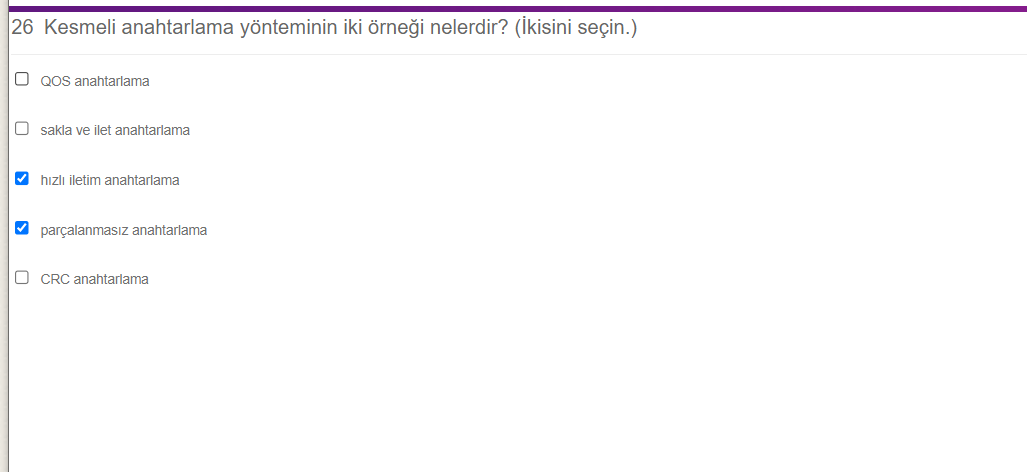 26 Kesmeli anahtarlama yönteminin iki örneği nelerdir? (İkisini seçin.)
QOS anahtarlama
sakla ve ilet anahtarlama
hızlı iletim anahtarlama
parçalanmasız anahtarlama
CRC anahtarlama